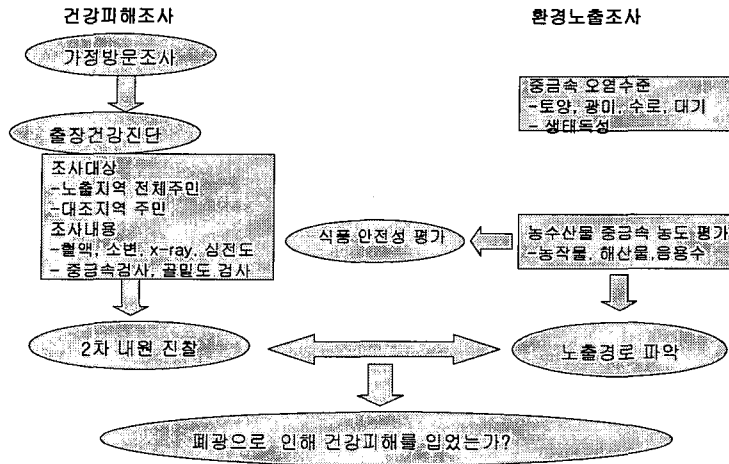 건강피해조사
환경노출조사
가정방문조사
출장건강진단
조사대상
-노출지역 전체주민
-대조지역 주민
조사내용
-혈액, 소변, x-ray, 심전도
- 중금속검사, 골밀도 검사
2차 내원 진찰
중금속 오염수준
-토양, 광미, 수로, 대기
- 생태독성
농수산물 중금속 농도 평가
-농작물, 해산물,음용수
식품 안전성 평가
노출경로 파악
폐광으로 인해 건강피해를 입었는가?